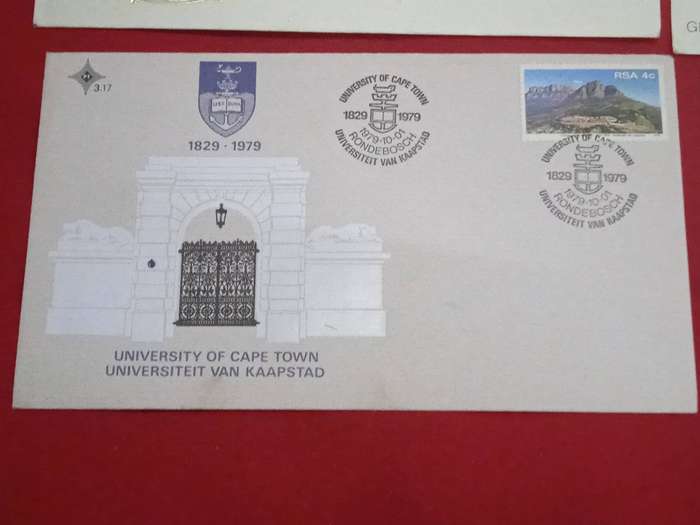 3.17
1829 · 1979
UNIVERSITY OF CAPE TOWN
1829 1979
1979-10-01
RONDEBOSCH
UNIVERSITEIT VAN KAAPSTAD
RSA 4c
UNIVERSITY OF CAPE TOWN
1829 1979
1979-10-01
RONDEBOSCH
UNIVERSITEIT VAN KAAPSTAD
UNIVERSITY OF CAPE TOWN
UNIVERSITEIT VAN KAAPSTAD